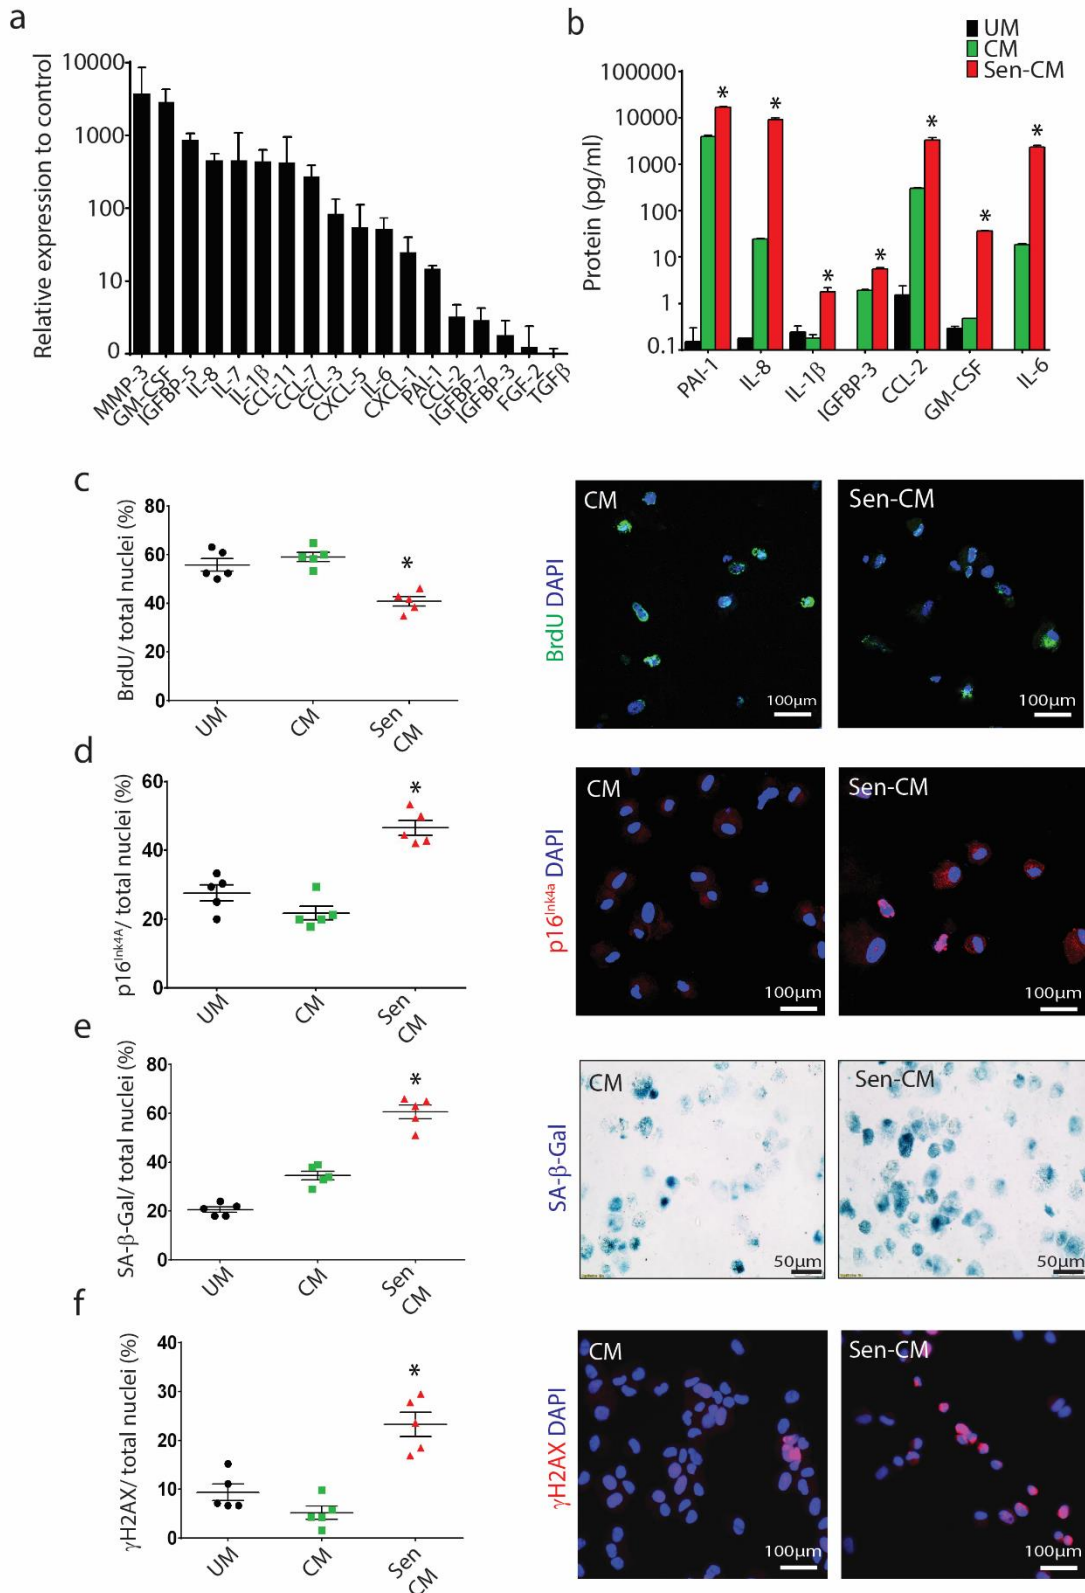 a
Relative expression to control
10000
1000
100
10
0
MMP-3
GM-CSF
IGFBP-5
IL-8
IL-7
IL-1β
CCL-11
CCL-7
CCL-3
CXCL-5
IL-6
CXCL-1
PAI-1
CCL-2
IGFBP-7
IGFBP-3
FGF-2
TGFβ
b
UM
CM
Sen-CM
Protein (pg/ml)
100000
10000
1000
100
10
1
0.1
*
*
*
*
*
*
*
PAI-1
IL-8
IL-1β
IGFBP-3
CCL-2
GM-CSF
IL-6
c
BrdU/ total nuclei (%)
80
60
40
20
0
*
UM
CM
Sen
CM
BrdU DAPI
CM
100µm
Sen-CM
100µm
d
p16^Ink4A/ total nuclei (%)
60
40
20
0
*
UM
CM
Sen
CM
p16^Ink4a DAPI
CM
100µm
Sen-CM
100µm
e
SA-β-Gal/ total nuclei (%)
80
60
40
20
0
*
UM
CM
Sen
CM
SA-β-Gal
CM
50µm
Sen-CM
50µm
f
γH2AX/ total nuclei (%)
40
30
20
10
0
*
UM
CM
Sen
CM
γH2AX DAPI
CM
100µm
Sen-CM
100µm